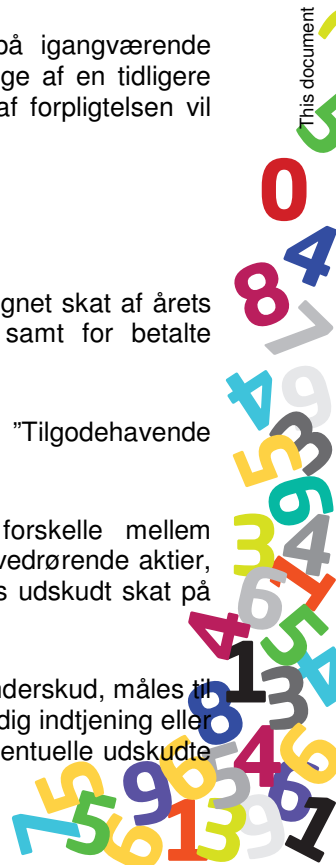 på igangværende
ge af en tidligere
af forpligtelsen vil
gnet skat af årets
samt for betalte
"Tilgodehavende
forskelle mellem
vedrørende aktier,
s udskudt skat på
nderskud, måles til
dig indtjening eller
entuelle udskudte
This document